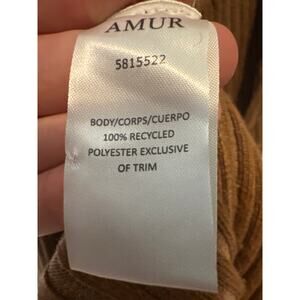 AMUR
5815522
BODY/CORPS/CUERPO
100% RECYCLED
POLYESTER EXCLUSIVE
OF TRIM